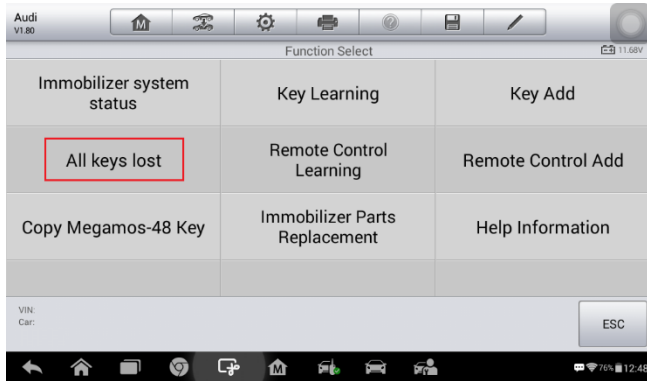 Audi
V1.80
Function Select
11.68V
Immobilizer system
status
Key Learning
Key Add
All keys lost
Remote Control
Learning
Remote Control Add
Copy Megamos-48 Key
Immobilizer Parts
Replacement
Help Information
VIN:
Car:
ESC
76% 12:48